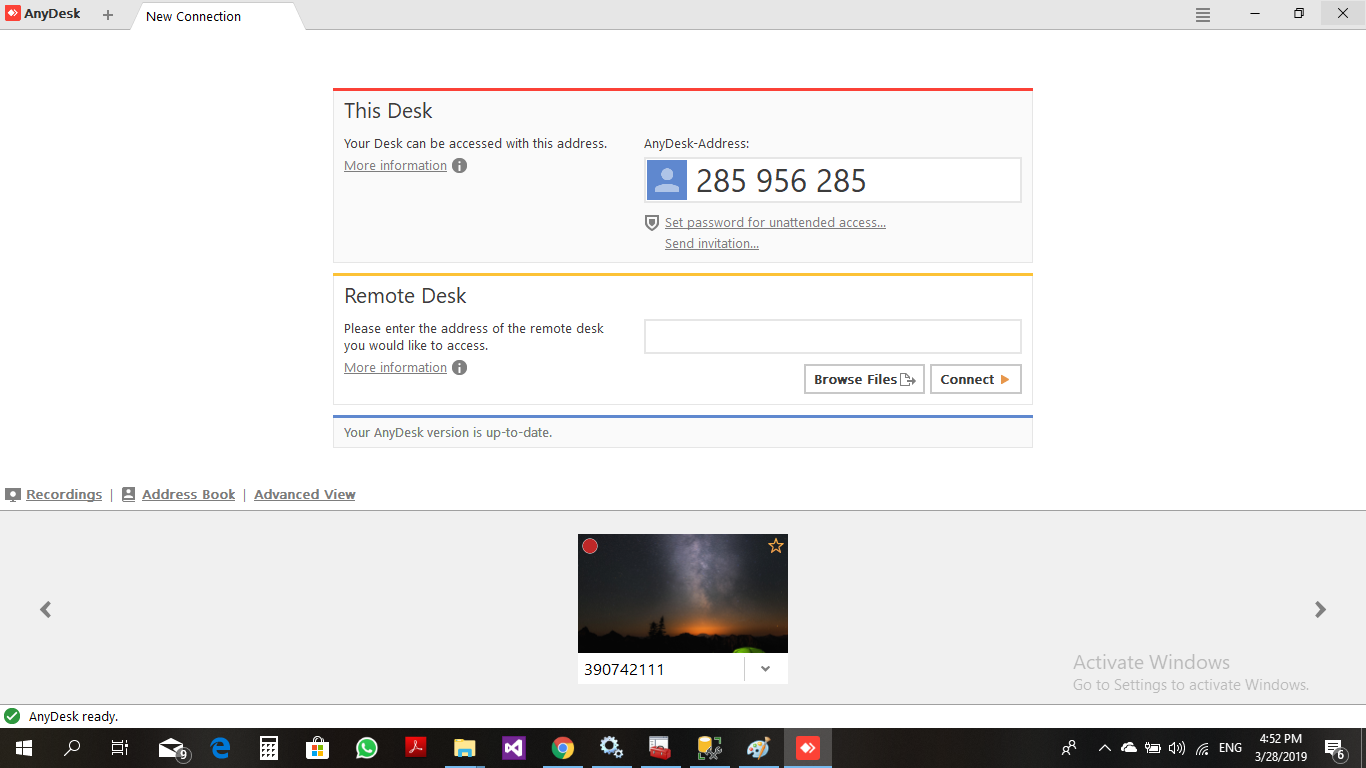 AnyDesk + New Connection
This Desk
Your Desk can be accessed with this address.
More information
AnyDesk-Address:
285 956 285
Set password for unattended access...
Send invitation...
Remote Desk
Please enter the address of the remote desk
you would like to access.
More information
Browse Files
Connect
Your AnyDesk version is up-to-date.
Recordings | Address Book | Advanced View
390742111
Activate Windows
Go to Settings to activate Windows.
AnyDesk ready.
9
ENG
4:52 PM
3/28/2019
6